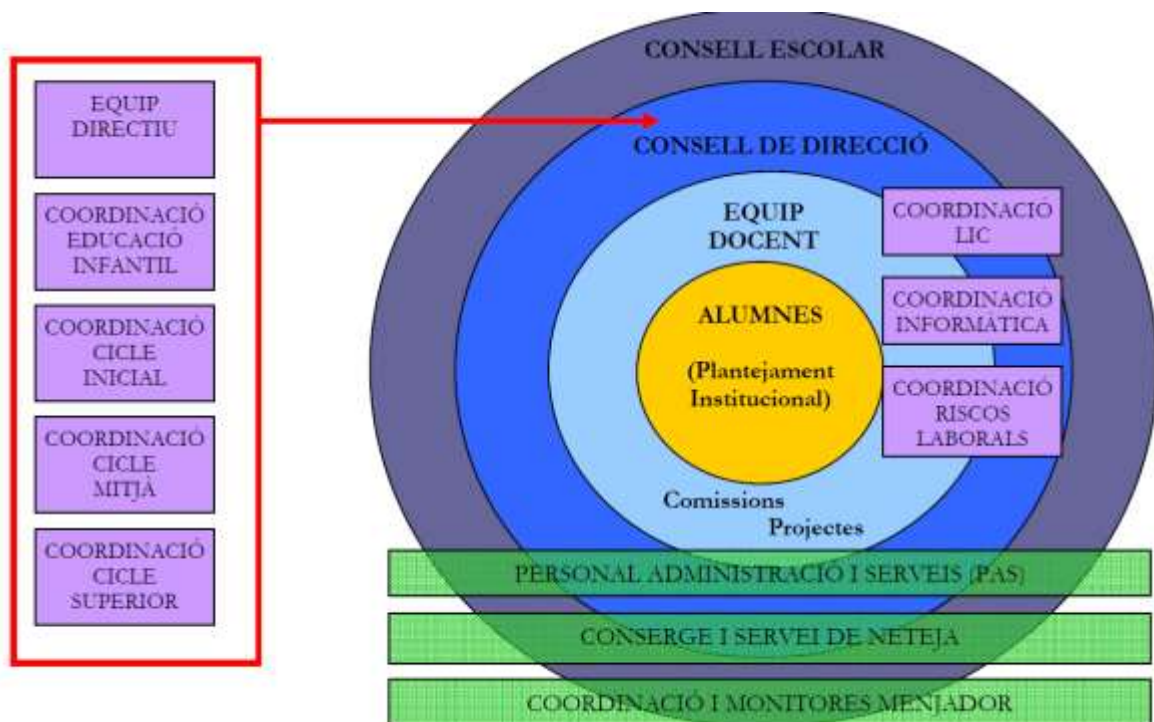 EQUIP
DIRECTIU
COORDINACIÓ
EDUCACIÓ
INFANTIL
COORDINACIÓ
CICLE
INICIAL
COORDINACIÓ
CICLE
MITJÀ
COORDINACIÓ
CICLE
SUPERIOR
CONSELL ESCOLAR
CONSELL DE DIRECCIÓ
EQUIP
DOCENT
ALUMNES
(Plantejament
Institucional)
Comissions
Projectes
COORDINACIÓ
LIC
COORDINACIÓ
INFORMÀTICA
COORDINACIÓ
RISCOS
LABORALS
PERSONAL ADMINISTRACIÓ I SERVEIS (PAS)
CONSERGE I SERVEI DE NETEJA
COORDINACIÓ I MONITORES MENJADOR